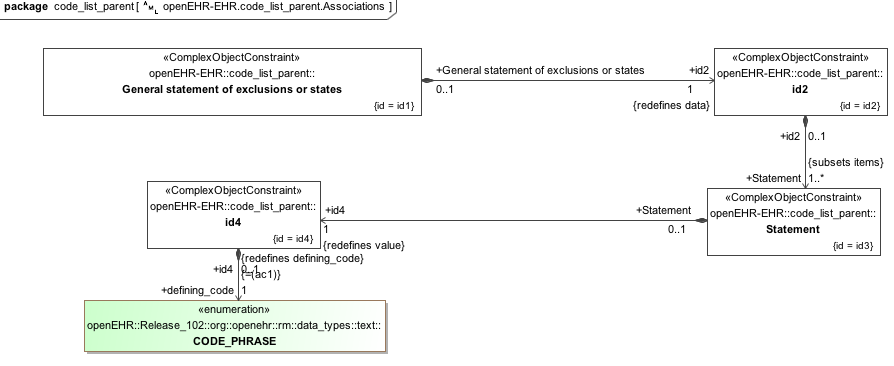 package code_list_parent [ AML openEHR-EHR.code_list_parent.Associations ]
«ComplexObjectConstraint»
openEHR-EHR::code_list_parent::
General statement of exclusions or states
{id = id1}
+General statement of exclusions or states
+id2
0..1
1
{redefines data}
«ComplexObjectConstraint»
openEHR-EHR::code_list_parent::
id2
{id = id2}
+id2
0..1
{subsets items}
+Statement
1..*
«ComplexObjectConstraint»
openEHR-EHR::code_list_parent::
id4
{id = id4}
+id4
1
{redefines value}
+Statement
0..1
«ComplexObjectConstraint»
openEHR-EHR::code_list_parent::
Statement
{id = id3}
{redefines defining_code}
+id4
0..1
{=(ac1)}
+defining_code
1
«enumeration»
openEHR::Release_102::org::openehr::rm::data_types::text::
CODE_PHRASE